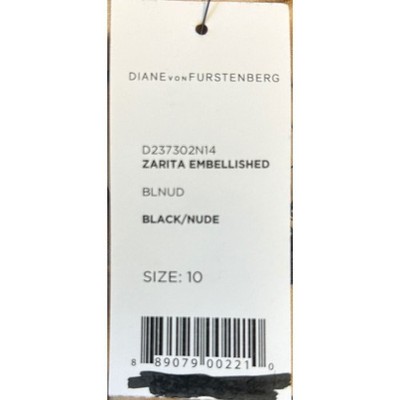 DIANE VON FURSTENBERG
D237302N14
ZARITA EMBELLISHED
BLNUD
BLACK/NUDE
SIZE: 10
8 89079 00221 0